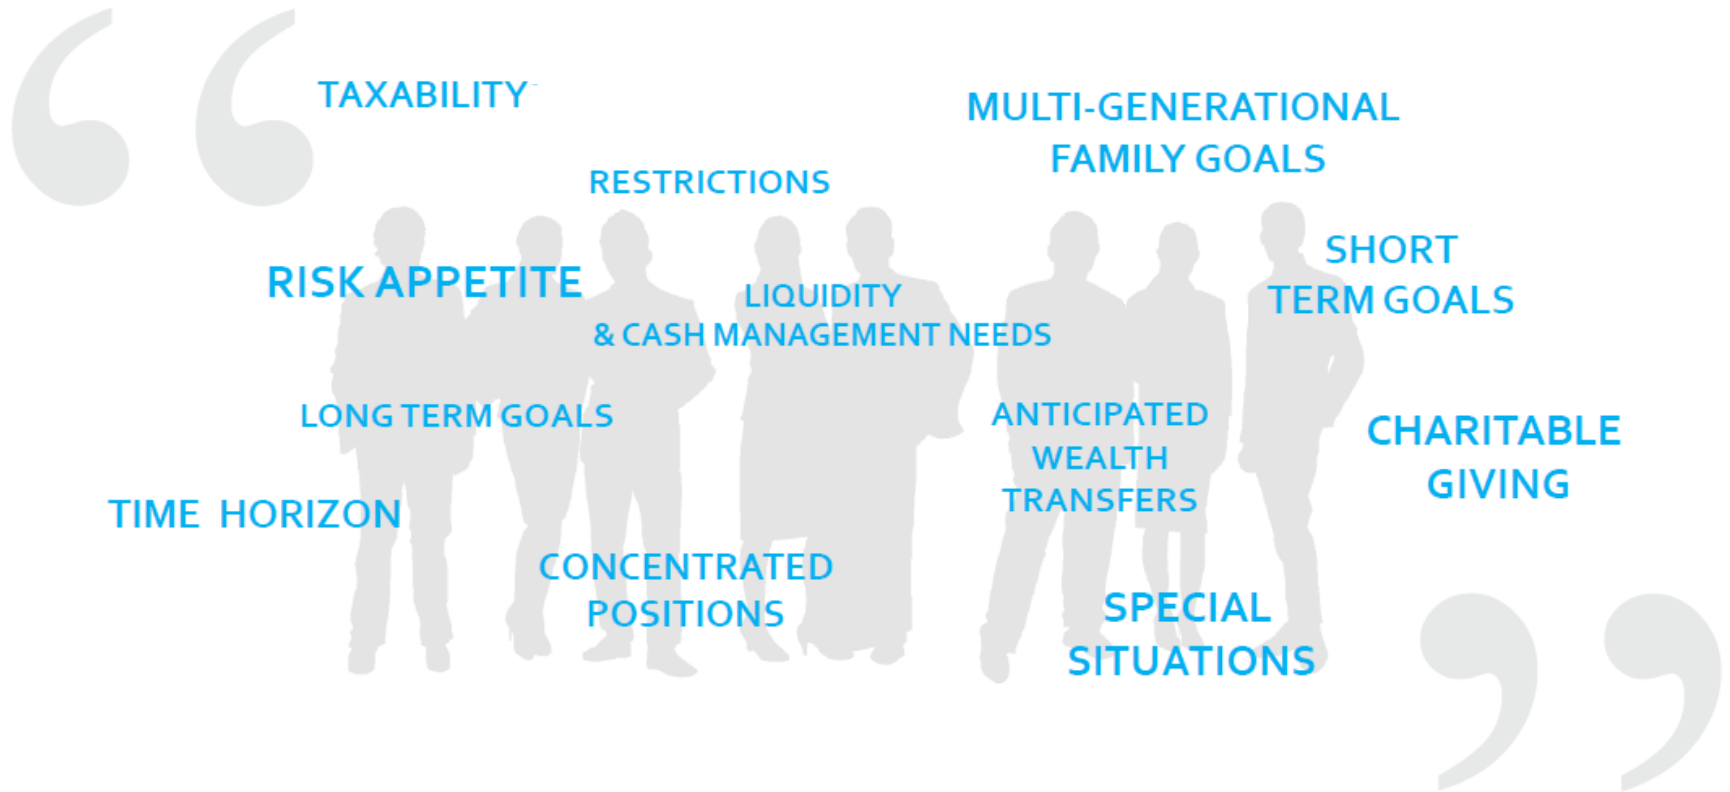 TAXABILITY
MULTI-GENERATIONAL
FAMILY GOALS
RESTRICTIONS
SHORT
TERM GOALS
RISK APPETITE
LIQUIDITY
& CASH MANAGEMENT NEEDS
LONG TERM GOALS
ANTICIPATED
WEALTH
TRANSFERS
CHARITABLE
GIVING
TIME HORIZON
CONCENTRATED
POSITIONS
SPECIAL
SITUATIONS